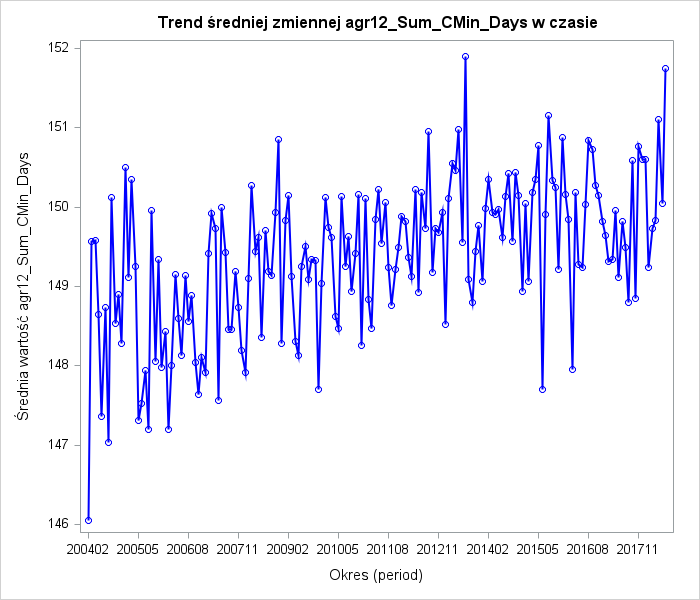 Trend średniej zmiennej agr12_Sum_CMin_Days w czasie
152
151
150
149
148
147
146
Średnia wartość agr12_Sum_CMin_Days
200402 200505 200608 200711 200902 201005 201108 201211 201402 201505 201608 201711
Okres (period)